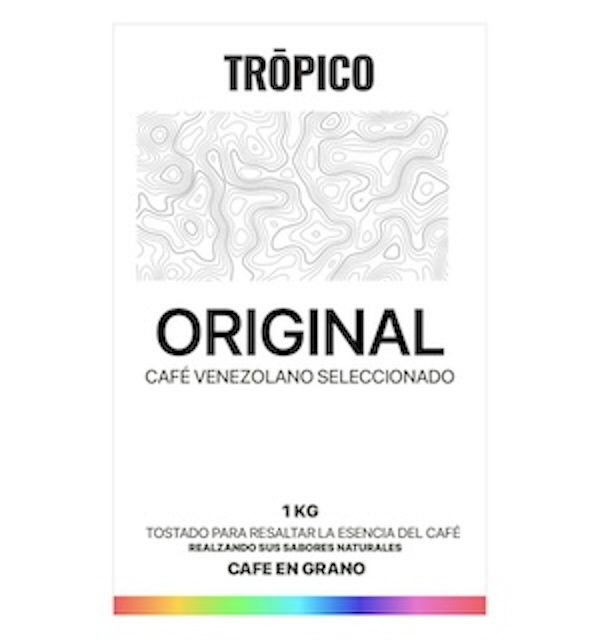 TRŌPICO
ORIGINAL
CAFÉ VENEZOLANO SELECCIONADO
1 KG
TOSTADO PARA RESALTAR LA ESENCIA DEL CAFÉ
REALZANDO SUS SABORES NATURALES
CAFE EN GRANO